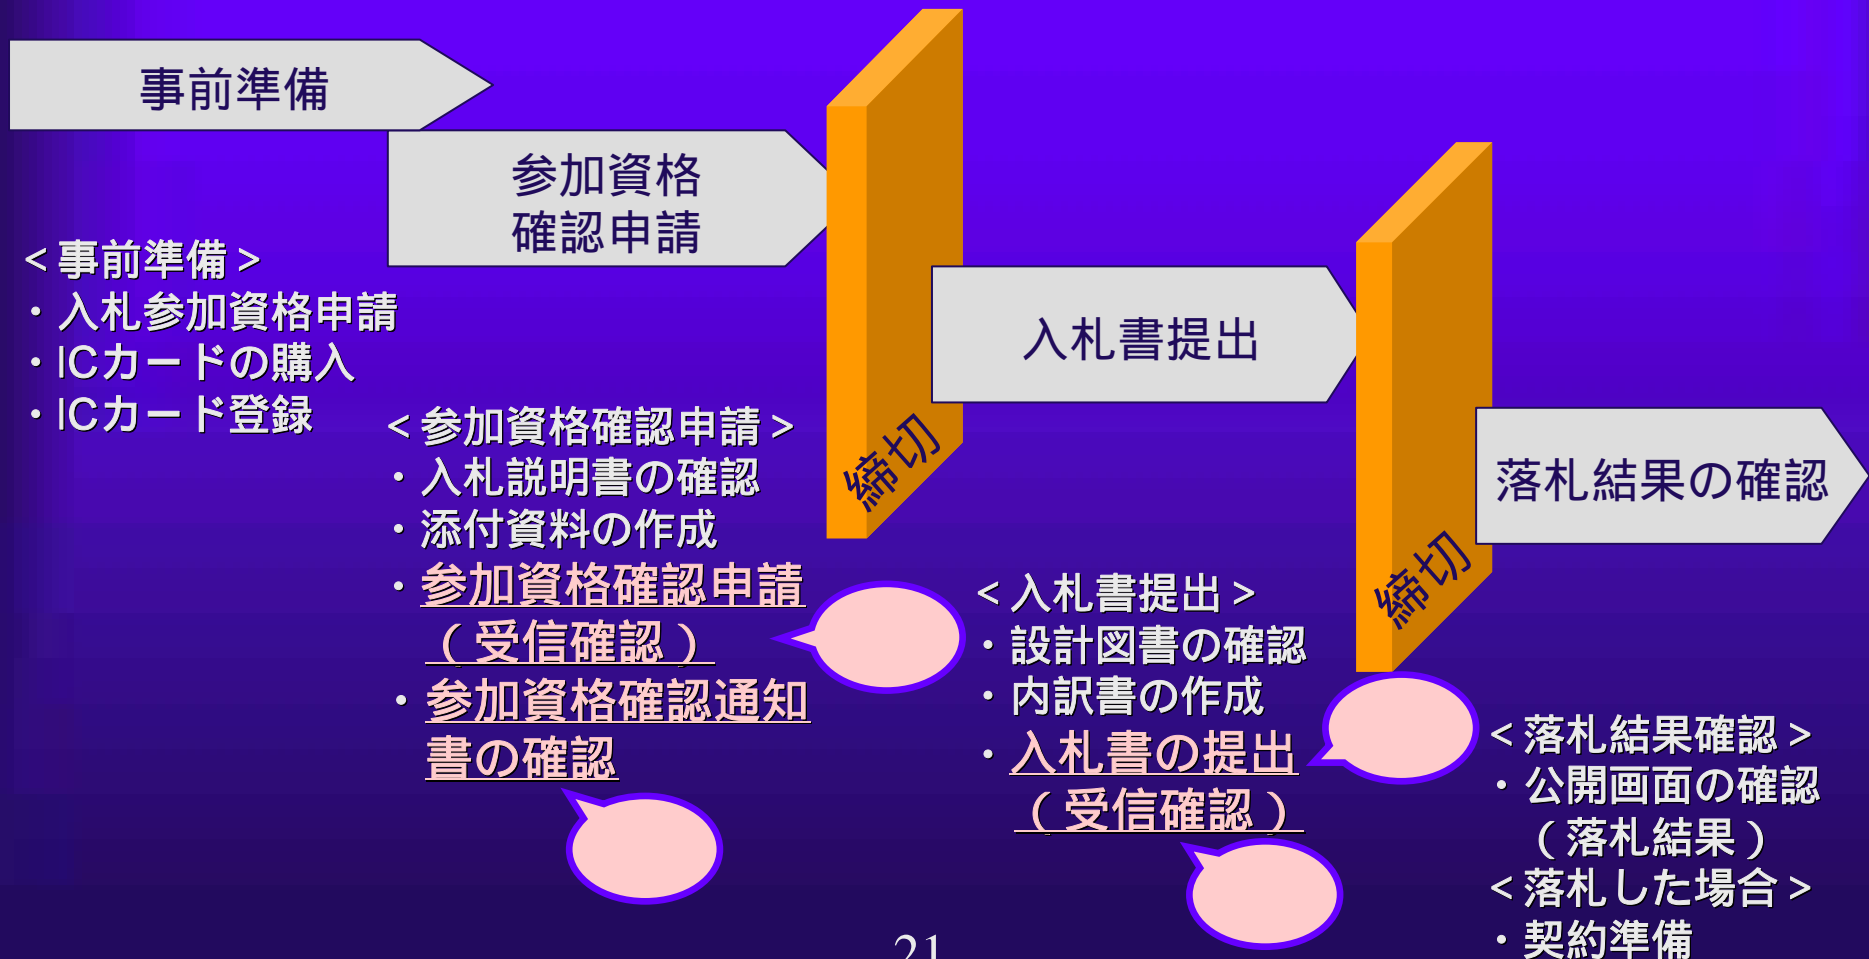 事前準備
参加資格
確認申請
締切
入札書提出
締切
落札結果の確認
＜事前準備＞
・入札参加資格申請
・ICカードの購入
・ICカード登録
＜参加資格確認申請＞
・入札説明書の確認
・添付資料の作成
・参加資格確認申請
（受信確認）
・参加資格確認通知
書の確認
＜入札書提出＞
・設計図書の確認
・内訳書の作成
・入札書の提出
（受信確認）
＜落札結果確認＞
・公開画面の確認
（落札結果）
＜落札した場合＞
・契約準備
21